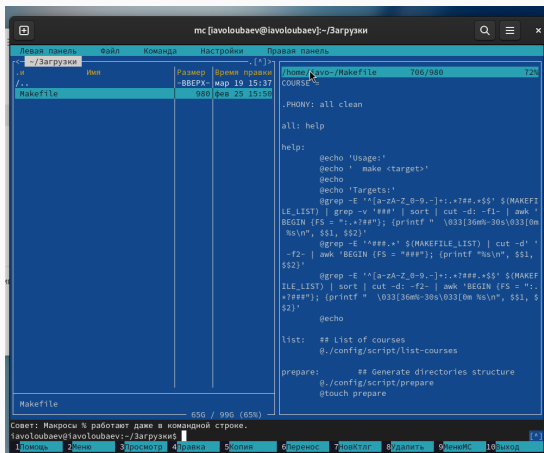 mc [iavoloubaev@iavoloubaev]:~/Загрузки
Левая панель Файл Команда Настройки Правая панель
~/Загрузки .[^]>
.и Имя Размер Время правки
/.. -ВВЕРХ- мар 19 15:37
Makefile 980 фев 25 15:50
Makefile
65G / 99G (65%)
/home/iavo~/Makefile 706/980 72%
COURSE =
.PHONY: all clean
all: help
help:
@echo 'Usage:'
@echo ' make <target>'
@echo
@echo 'Targets:'
@grep -E '^[a-zA-Z_0-9.-]+:.*?##.*$$' $(MAKEFI
LE_LIST) | grep -v '###' | sort | cut -d: -f1- | awk '
BEGIN {FS = ":.*?##"}; {printf " \033[36m%-30s\033[0m
%s\n", $$1, $$2}'
@grep -E '^###.*' $(MAKEFILE_LIST) | cut -d' '
-f2- | awk 'BEGIN {FS = "###"}; {printf "%s\n", $$1,
$$2}'
@grep -E '^[a-zA-Z_0-9.-]+:.*?###.*$$' $(MAKEF
ILE_LIST) | sort | cut -d: -f2- | awk 'BEGIN {FS = ":.
*?###"}; {printf " \033[36m%-30s\033[0m %s\n", $$1, $
$2}'
@echo
list: ## List of courses
@./config/script/list-courses
prepare: ## Generate directories structure
@./config/script/prepare
@touch prepare
Совет: Макросы % работают даже в командной строке.
iavoloubaev@iavoloubaev:~/Загрузки$ [^]
1Помощь 2Меню 3Просмотр 4Правка 5Копия 6Перенос 7НовКтлг 8Удалить 9МенюMC 10Выход